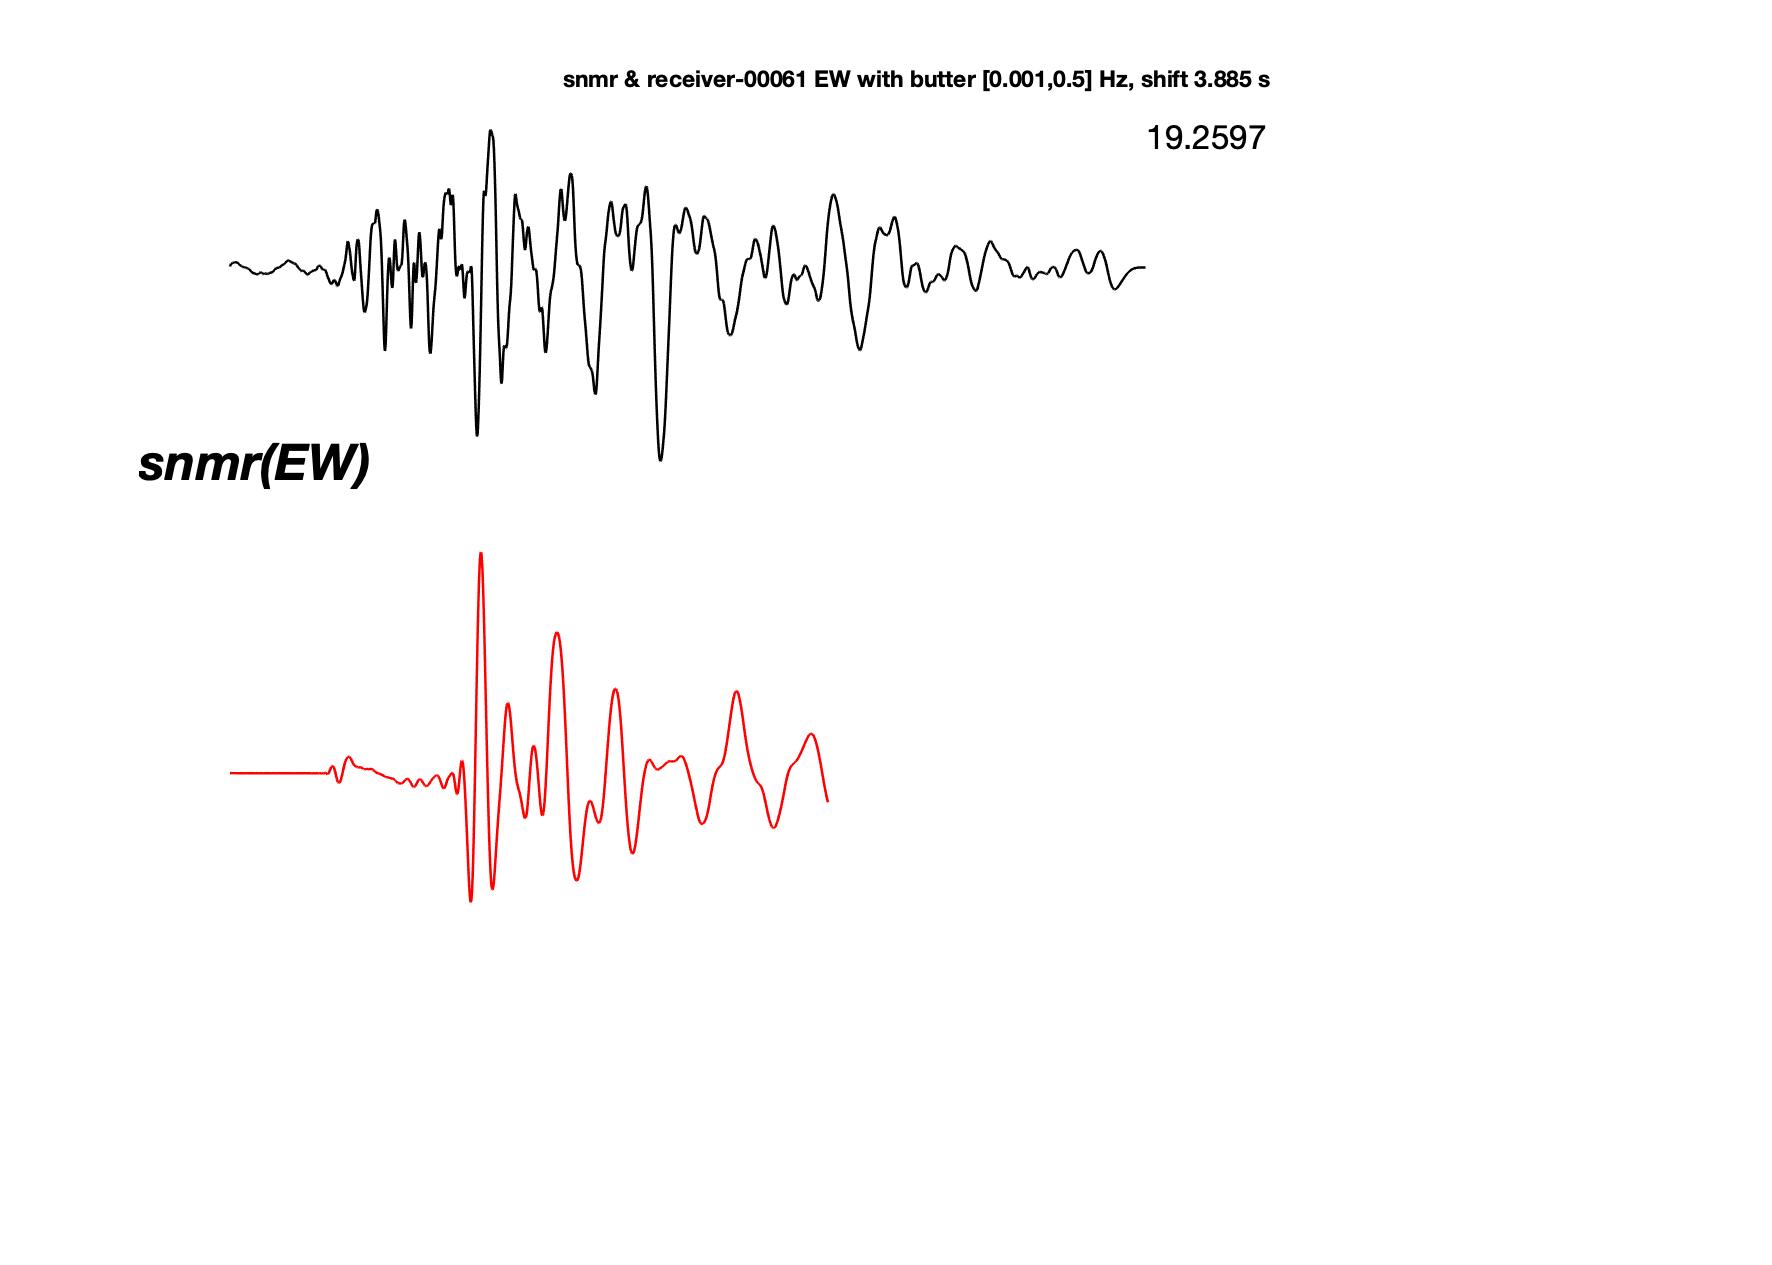 snmr & receiver-00061 EW with butter [0.001,0.5] Hz, shift 3.885 s
19.2597
snmr(EW)